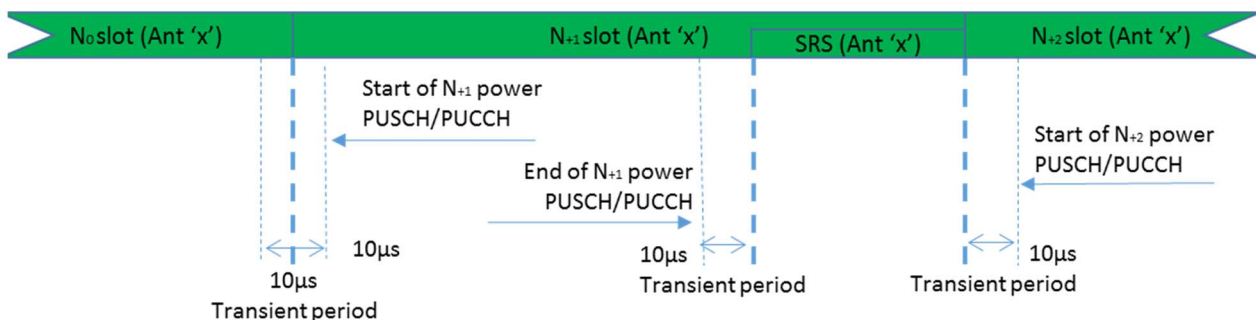 N0 slot (Ant ‘x’)
N+1 slot (Ant ‘x’)
SRS (Ant ‘x’)
N+2 slot (Ant ‘x’)
Start of N+1 power
PUSCH/PUCCH
End of N+1 power
PUSCH/PUCCH
Start of N+2 power
PUSCH/PUCCH
10µs
10µs
Transient period
10µs
Transient period
10µs
Transient period